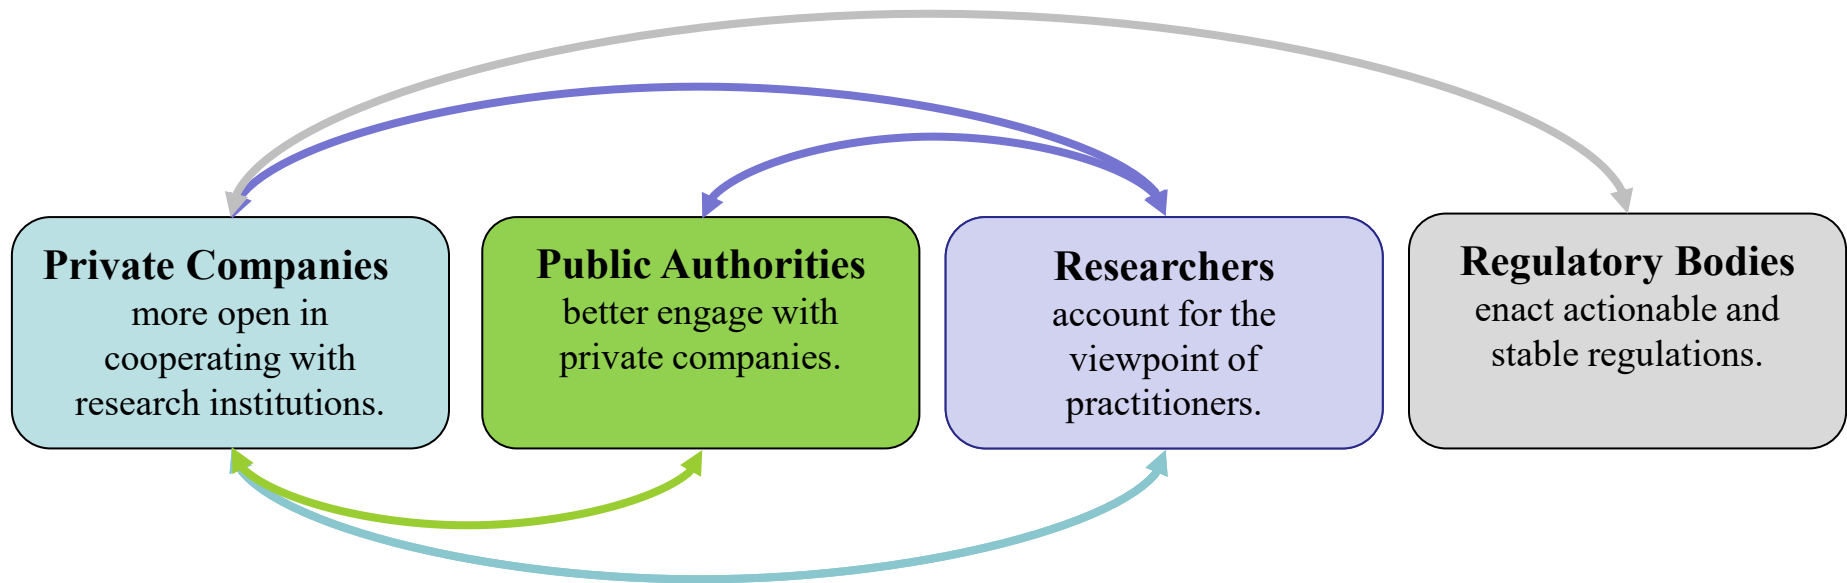 Private Companies
more open in
cooperating with
research institutions.
Public Authorities
better engage with
private companies.
Researchers
account for the
viewpoint of
practitioners.
Regulatory Bodies
enact actionable and
stable regulations.